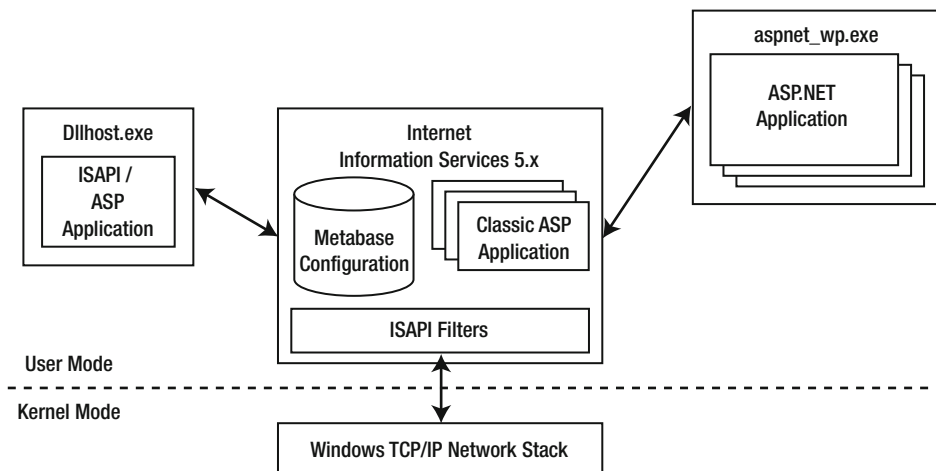 aspnet_wp.exe
ASP.NET
Application
Dllhost.exe
ISAPI /
ASP
Application
Internet
Information Services 5.x
Metabase
Configuration
Classic ASP
Application
ISAPI Filters
User Mode
Kernel Mode
Windows TCP/IP Network Stack